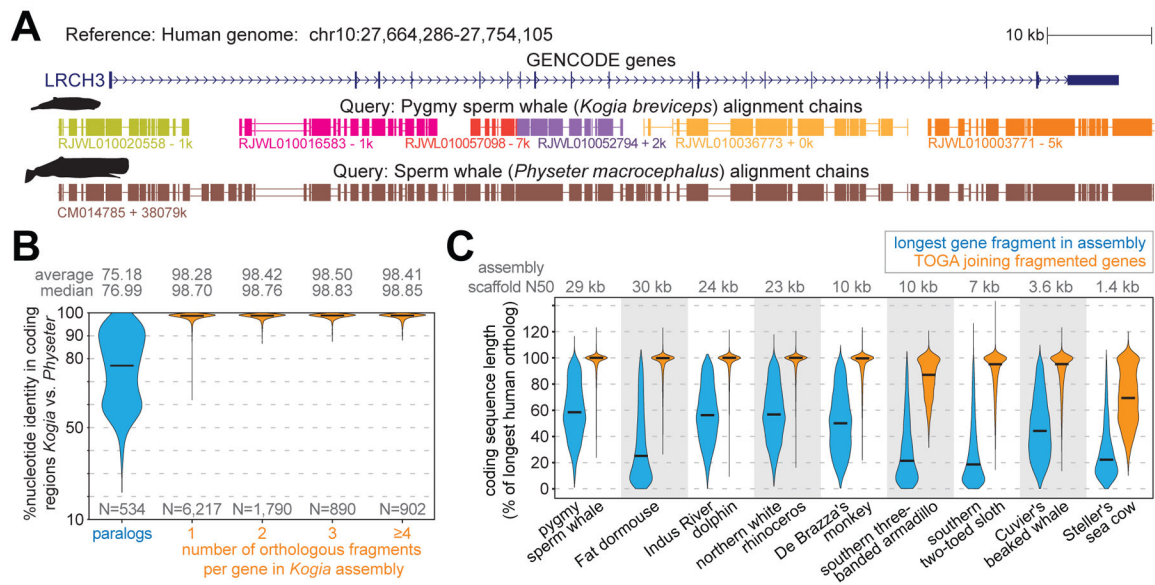 A
Reference: Human genome: chr10:27,664,286-27,754,105
10 kb
GENCODE genes
LRCH3
Query: Pygmy sperm whale (Kogia breviceps) alignment chains
RJWL010020558 - 1k
RJWL010016583 - 1k
RJWL010057098 - 7k
RJWL010052794 + 2k
RJWL010036773 + 0k
RJWL010003771 - 5k
Query: Sperm whale (Physeter macrocephalus) alignment chains
CM014785 + 38079k
B
average 75.18 98.28 98.42 98.50 98.41
median 76.99 98.70 98.76 98.83 98.85
%nucleotide identity in coding
regions Kogia vs. Physeter
100
90
80
50
10
N=534 N=6,217 N=1,790 N=890 N=902
paralogs 1 2 3 ≥4
number of orthologous fragments
per gene in Kogia assembly
C
longest gene fragment in assembly
TOGA joining fragmented genes
assembly
scaffold N50 29 kb 30 kb 24 kb 23 kb 10 kb 10 kb 7 kb 3.6 kb 1.4 kb
coding sequence length
(% of longest human ortholog)
120
100
80
60
40
20
0
pygmy
sperm whale
Fat dormouse
Indus River
dolphin
northern white
rhinoceros
De Brazza's
monkey
southern three-
banded armadillo
southern
two-toed sloth
Cuvier's
beaked whale
Steller's
sea cow